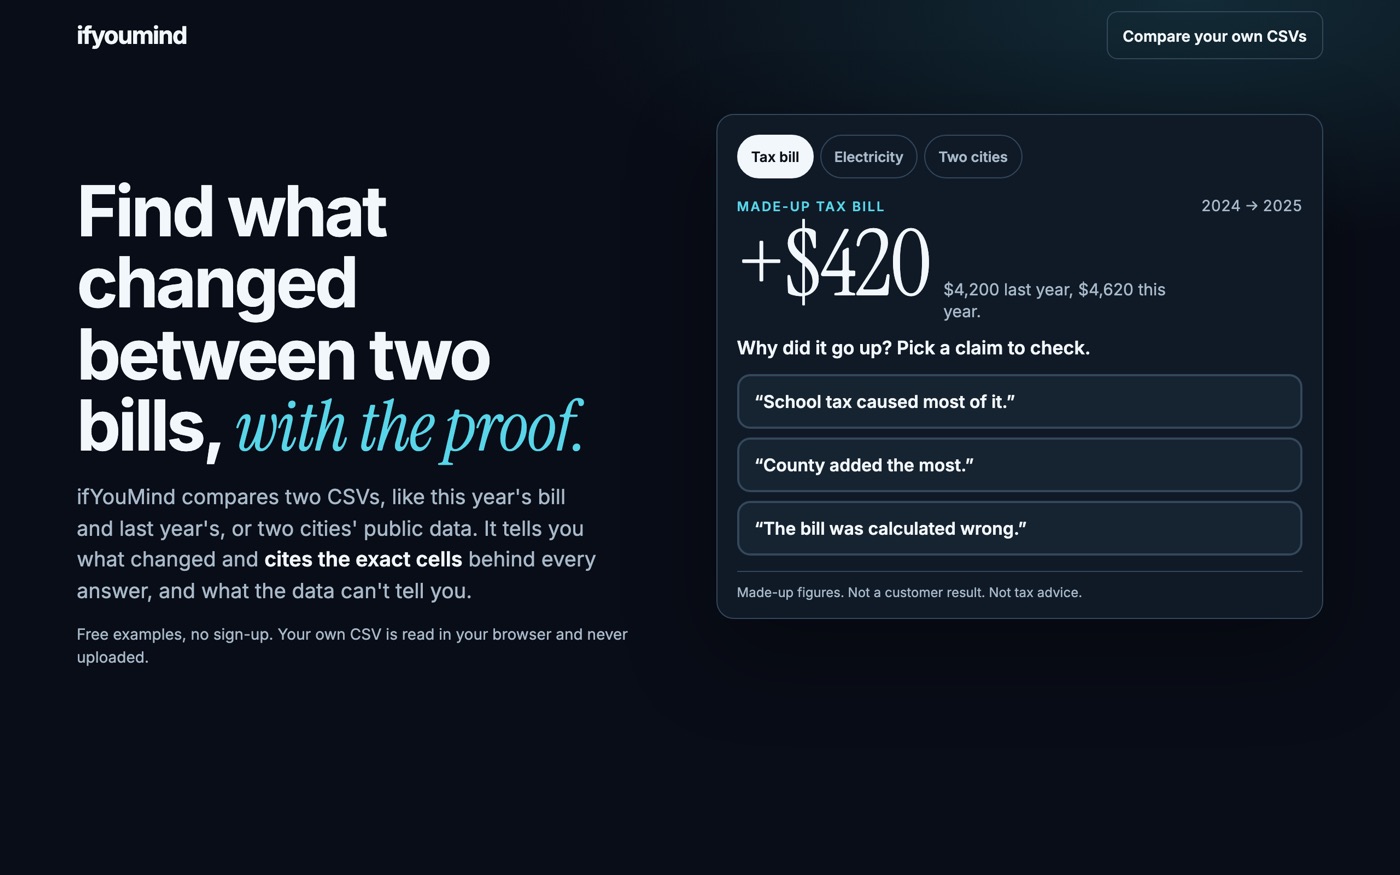 ifyoumind
Compare your own CSVs
Find what
changed
between two
bills, with the proof.
ifYouMind compares two CSVs, like this year's bill
and last year's, or two cities' public data. It tells you
what changed and cites the exact cells behind every
answer, and what the data can't tell you.
Free examples, no sign-up. Your own CSV is read in your browser and never
uploaded.
Tax bill
Electricity
Two cities
MADE-UP TAX BILL
2024 → 2025
+$420
$4,200 last year, $4,620 this
year.
Why did it go up? Pick a claim to check.
“School tax caused most of it.”
“County added the most.”
“The bill was calculated wrong.”
Made-up figures. Not a customer result. Not tax advice.